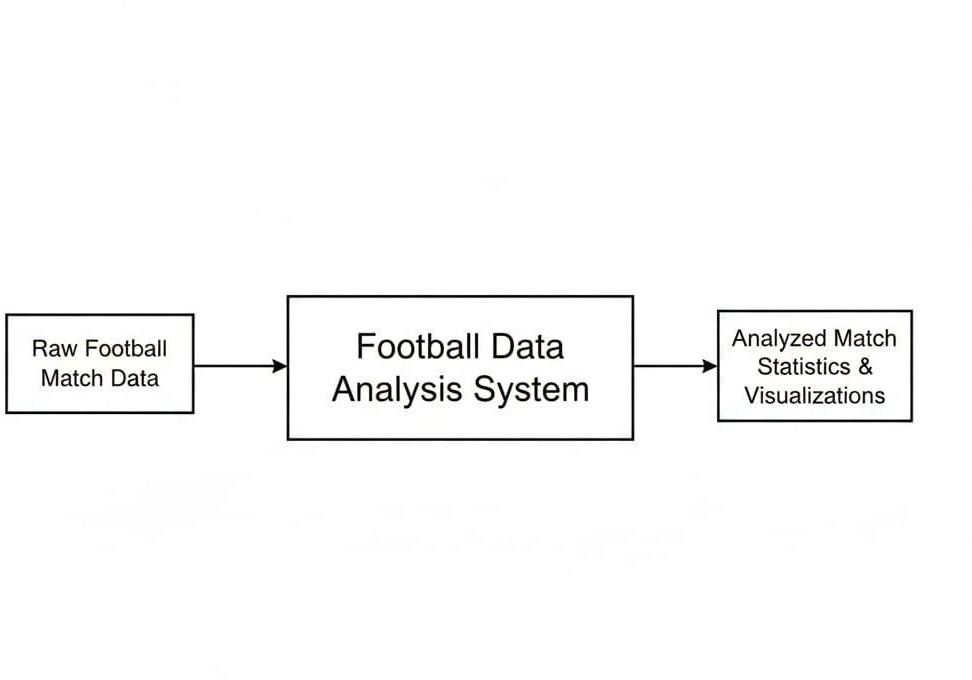 Raw Football
Match Data
Football Data
Analysis System
Analyzed Match
Statistics &
Visualizations